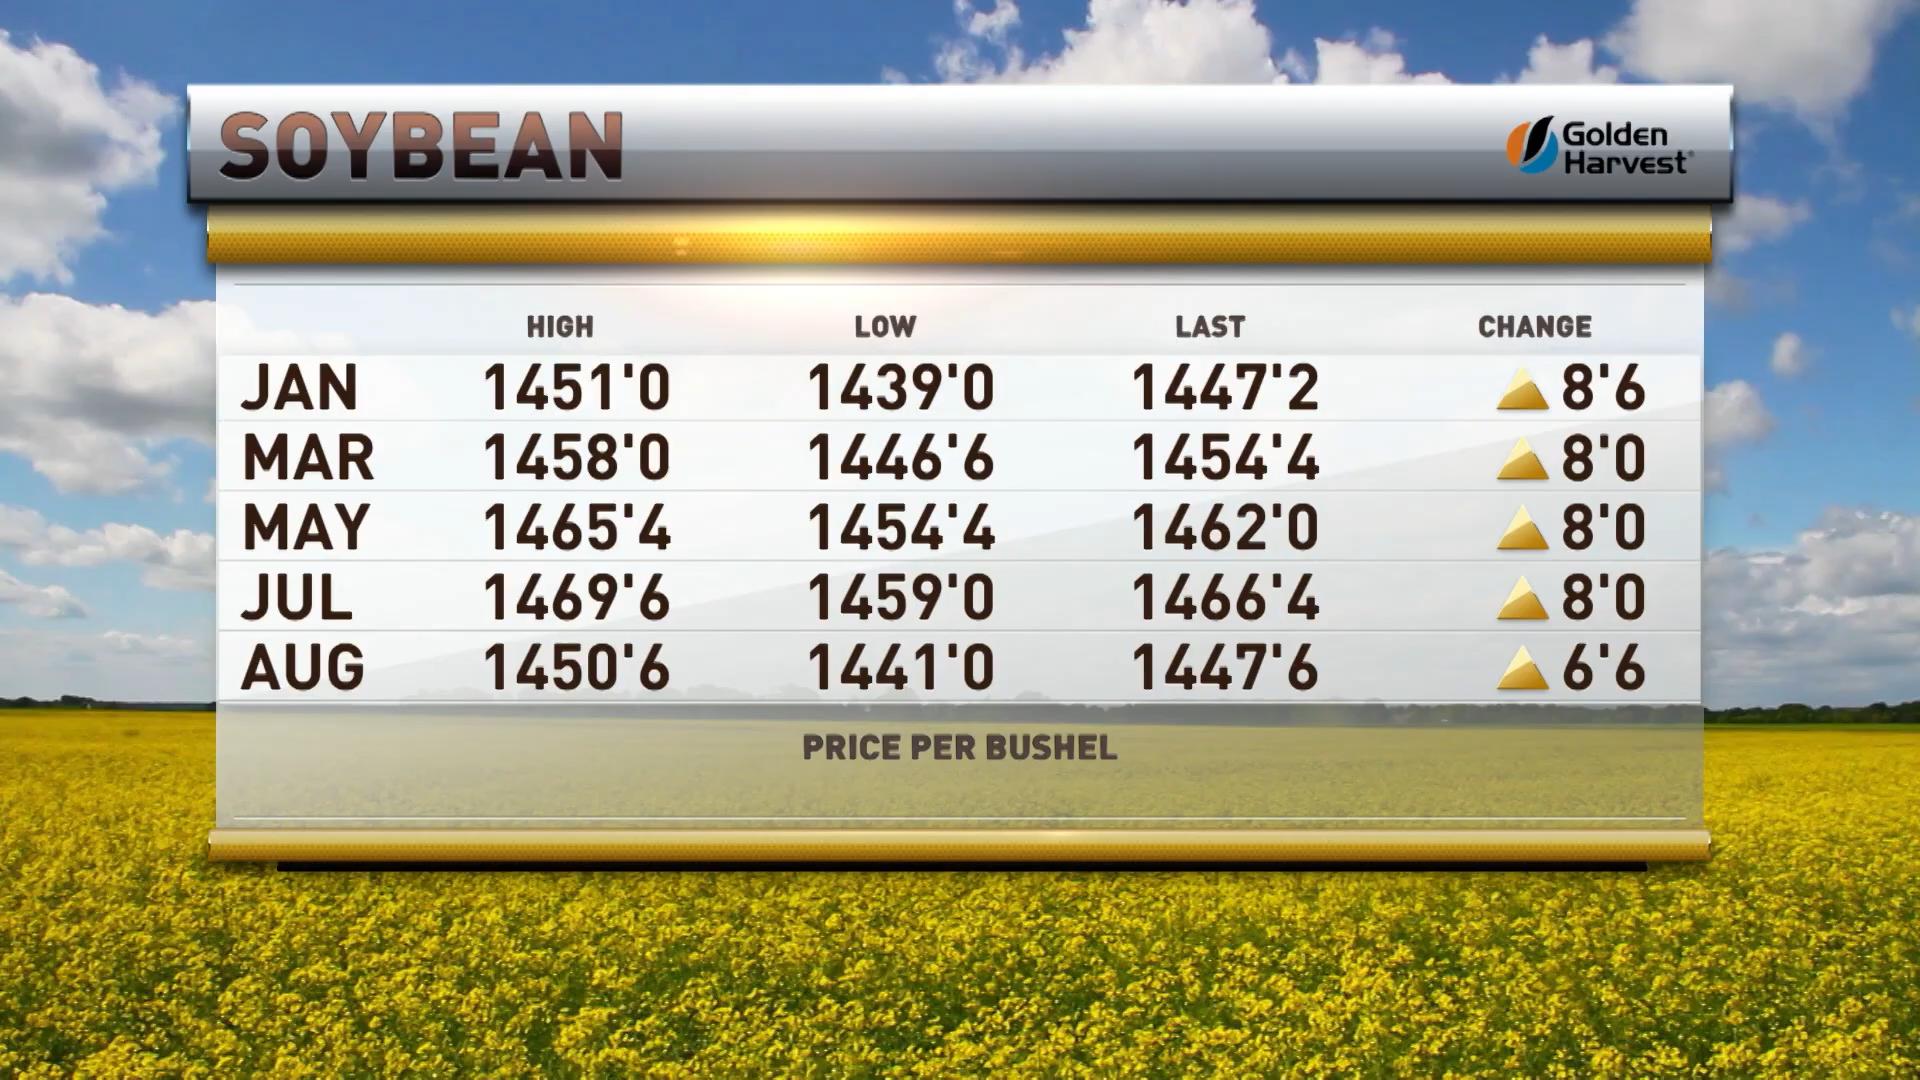 SOYBEAN
Golden
Harvest®
HIGH LOW LAST CHANGE
JAN 1451'0 1439'0 1447'2 8'6
MAR 1458'0 1446'6 1454'4 8'0
MAY 1465'4 1454'4 1462'0 8'0
JUL 1469'6 1459'0 1466'4 8'0
AUG 1450'6 1441'0 1447'6 6'6
PRICE PER BUSHEL